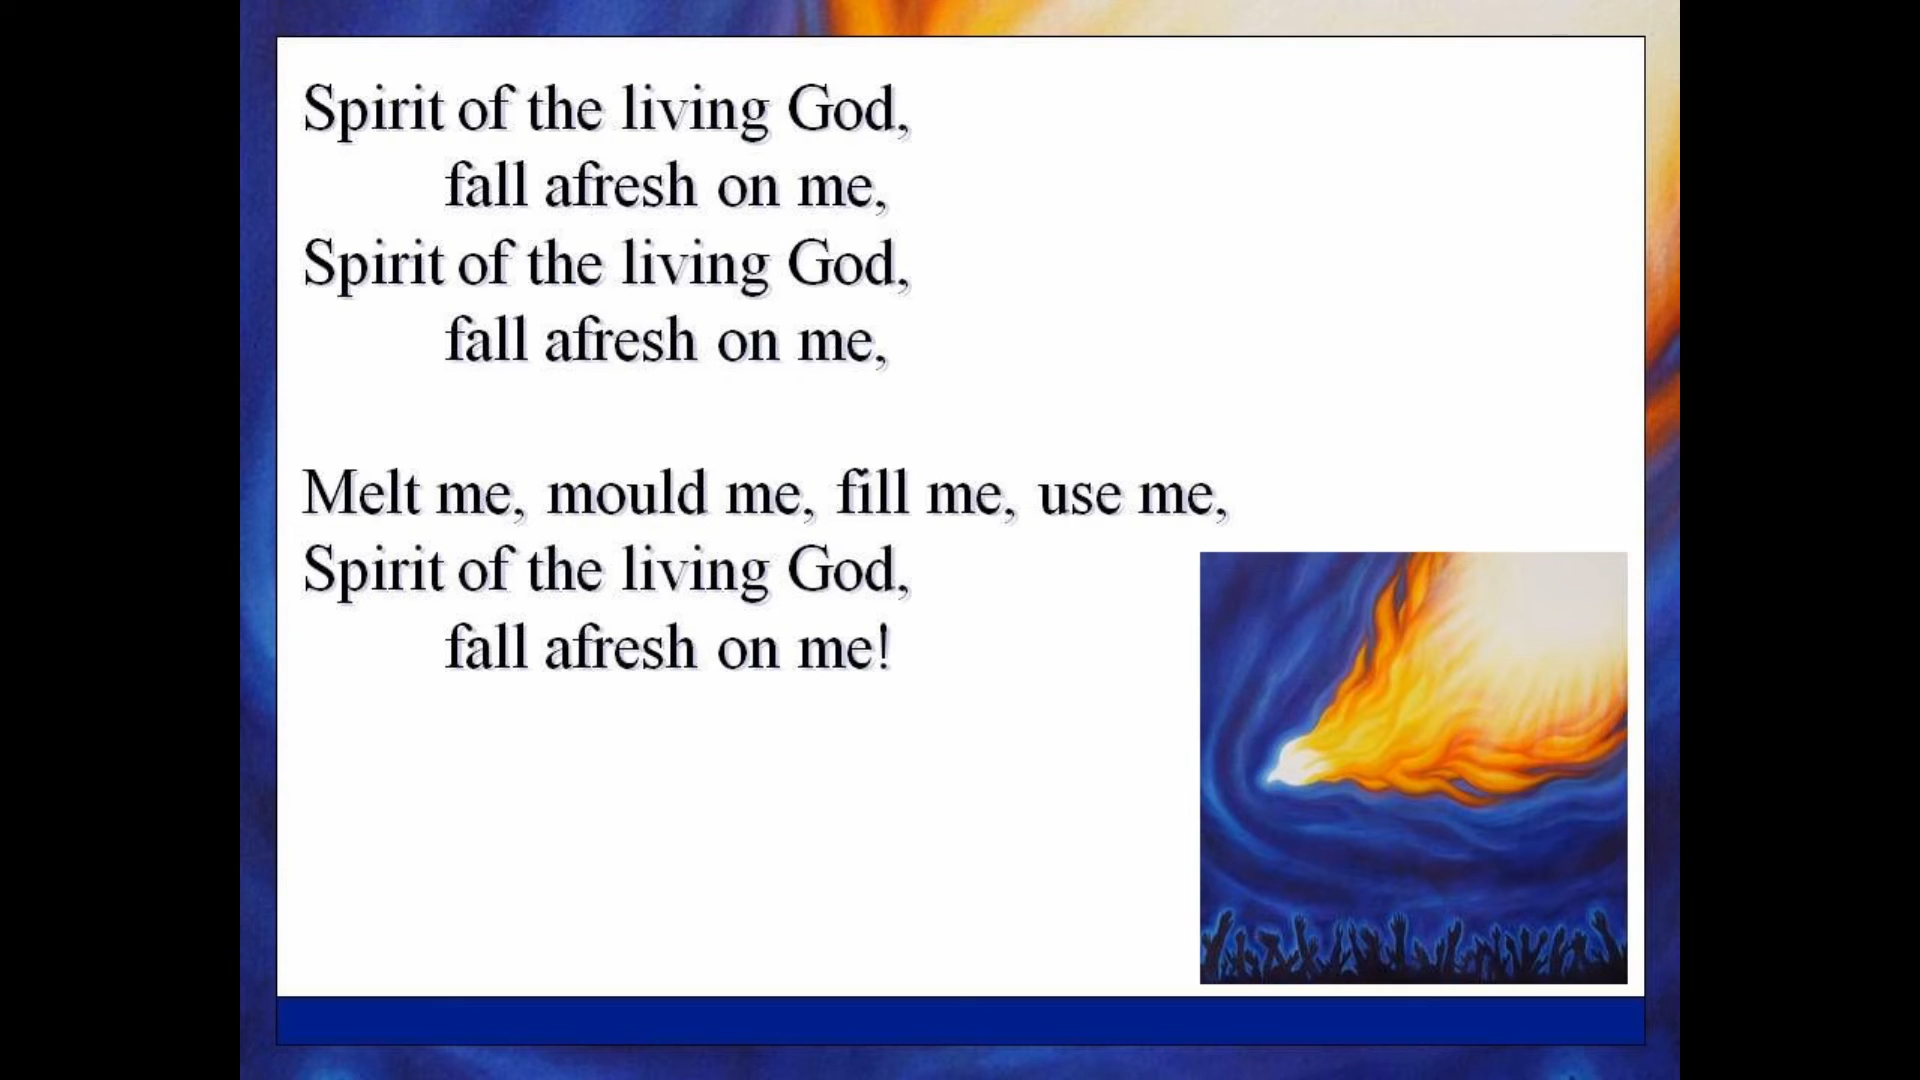 Spirit of the living God,
fall afresh on me,
Spirit of the living God,
fall afresh on me,
Melt me, mould me, fill me, use me,
Spirit of the living God,
fall afresh on me!